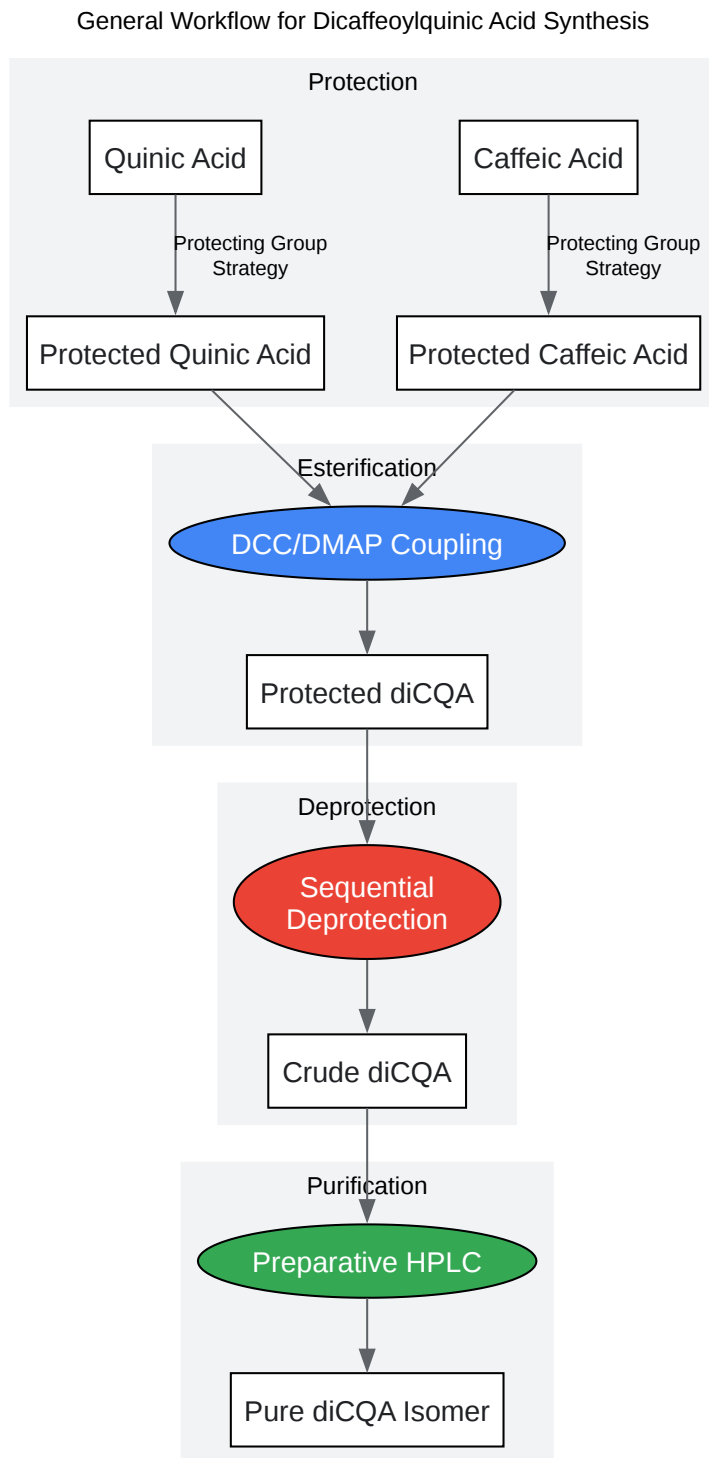 General Workflow for Dicaffeoylquinic Acid Synthesis
Protection
Quinic Acid
Caffeic Acid
Protecting Group
Strategy
Protecting Group
Strategy
Protected Quinic Acid
Protected Caffeic Acid
Esterification
DCC/DMAP Coupling
Protected diCQA
Deprotection
Sequential
Deprotection
Crude diCQA
Purification
Preparative HPLC
Pure diCQA Isomer